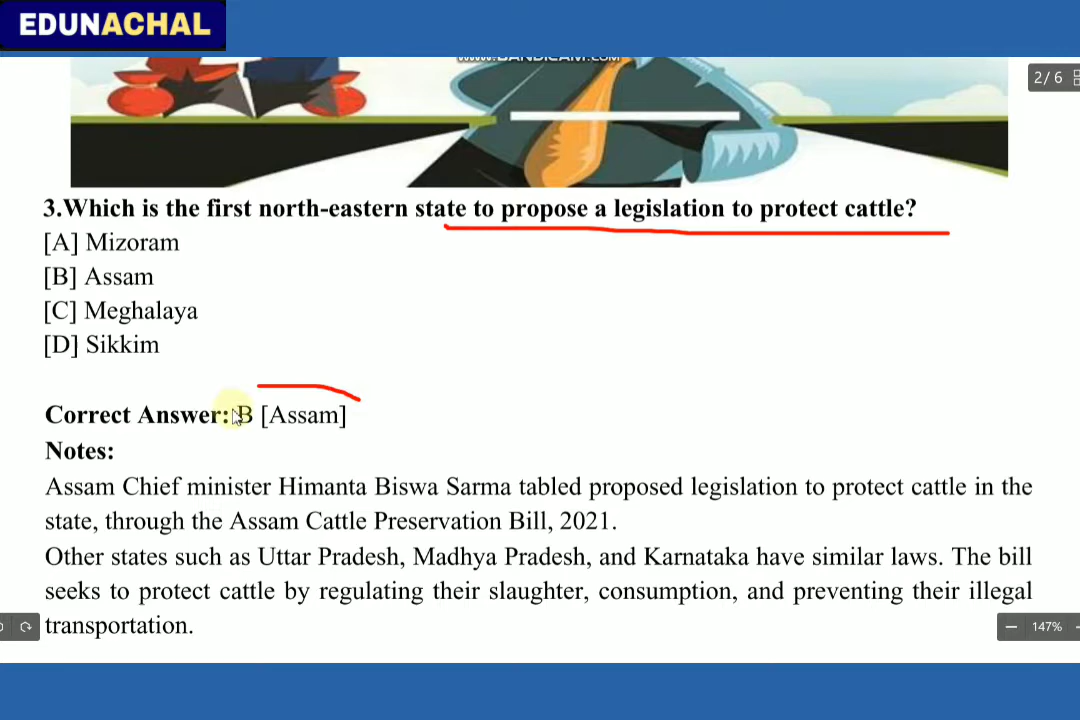 EDUNACHAL
www.BANDICAM.COM
2 / 6
3.Which is the first north-eastern state to propose a legislation to protect cattle?
[A] Mizoram
[B] Assam
[C] Meghalaya
[D] Sikkim
Correct Answer: B [Assam]
Notes:
Assam Chief minister Himanta Biswa Sarma tabled proposed legislation to protect cattle in the
state, through the Assam Cattle Preservation Bill, 2021.
Other states such as Uttar Pradesh, Madhya Pradesh, and Karnataka have similar laws. The bill
seeks to protect cattle by regulating their slaughter, consumption, and preventing their illegal
transportation.
147%